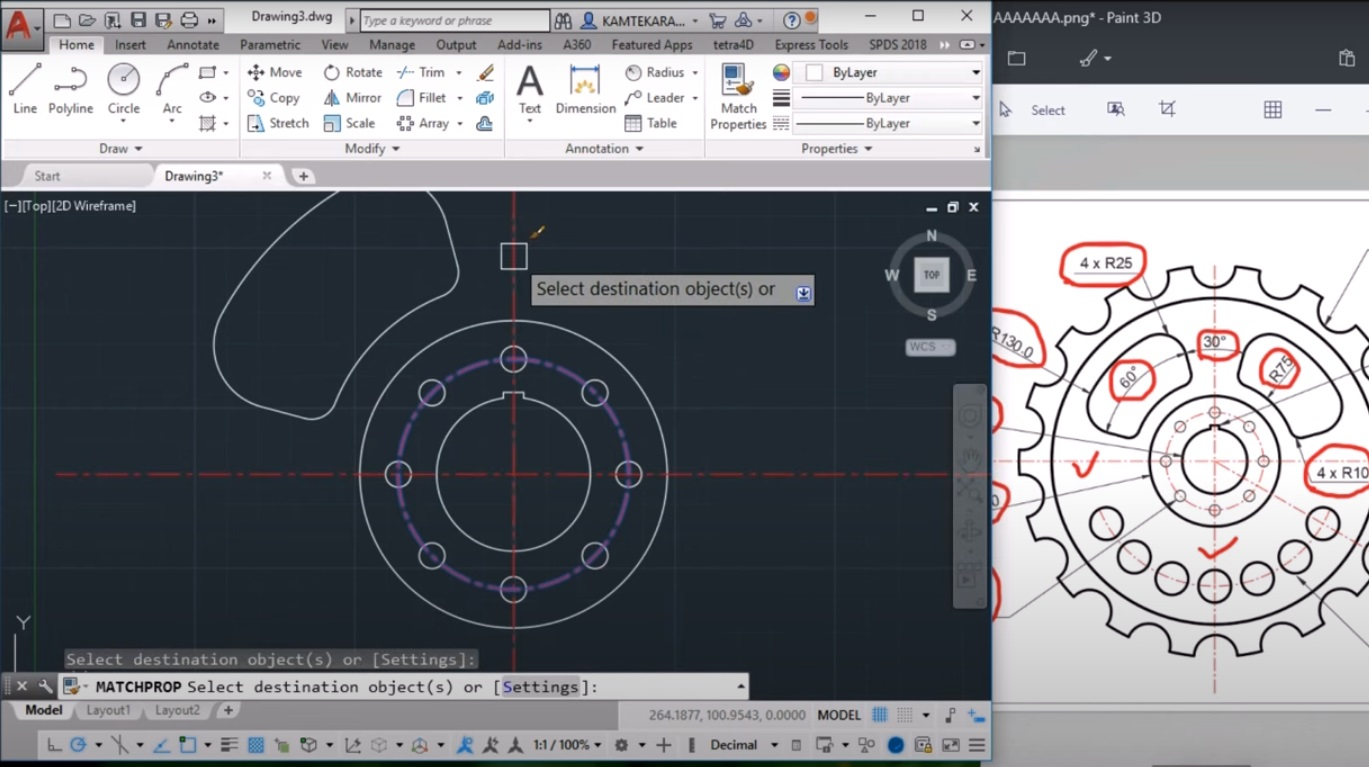 Drawing3.dwg
Type a keyword or phrase
KAMTEKARA...
AAAAAAA.png* - Paint 3D
Home Insert Annotate Parametric View Manage Output Add-ins A360 Featured Apps tetra4D Express Tools SPDS 2018
Line Polyline Circle Arc
Move Rotate Trim
Copy Mirror Fillet
Stretch Scale Array
Text Dimension
Radius
Leader
Table
Match
Properties
ByLayer
ByLayer
ByLayer
Select
Draw Modify Annotation Properties
Start Drawing3*
[−][Top][2D Wireframe]
N
W TOP E
S
WCS
Select destination object(s) or
4 x R25
R130.0
30°
60°
R75
4 x R10
0
Y
Select destination object(s) or [Settings]:
MATCHPROP Select destination object(s) or [Settings]:
Model Layout1 Layout2 +
264.1877, 100.9543, 0.0000 MODEL
1:1 / 100% Decimal